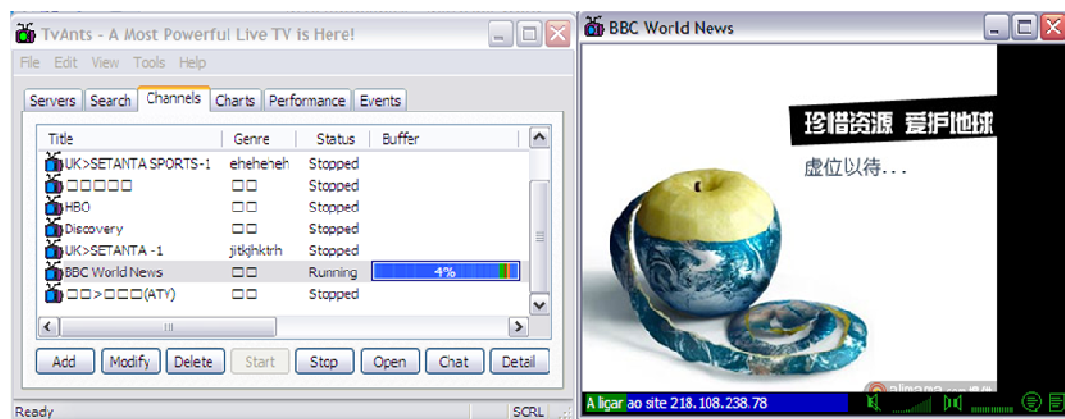 TvAnts - A Most Powerful Live TV is Here!
File Edit View Tools Help
Servers Search Channels Charts Performance Events
Title Genre Status Buffer
UK>SETANTA SPORTS-1 eheheheh Stopped
□□□□□ □□ Stopped
HBO □□ Stopped
Discovery □□ Stopped
UK>SETANTA -1 jitkjhktrh Stopped
BBC World News □□ Running -1%
□□>□□□(ATV) □□ Stopped
Add Modify Delete Start Stop Open Chat Detail
Ready SCRL
BBC World News
珍惜资源 爱护地球
虚位以待...
A ligar ao site 218.108.238.78